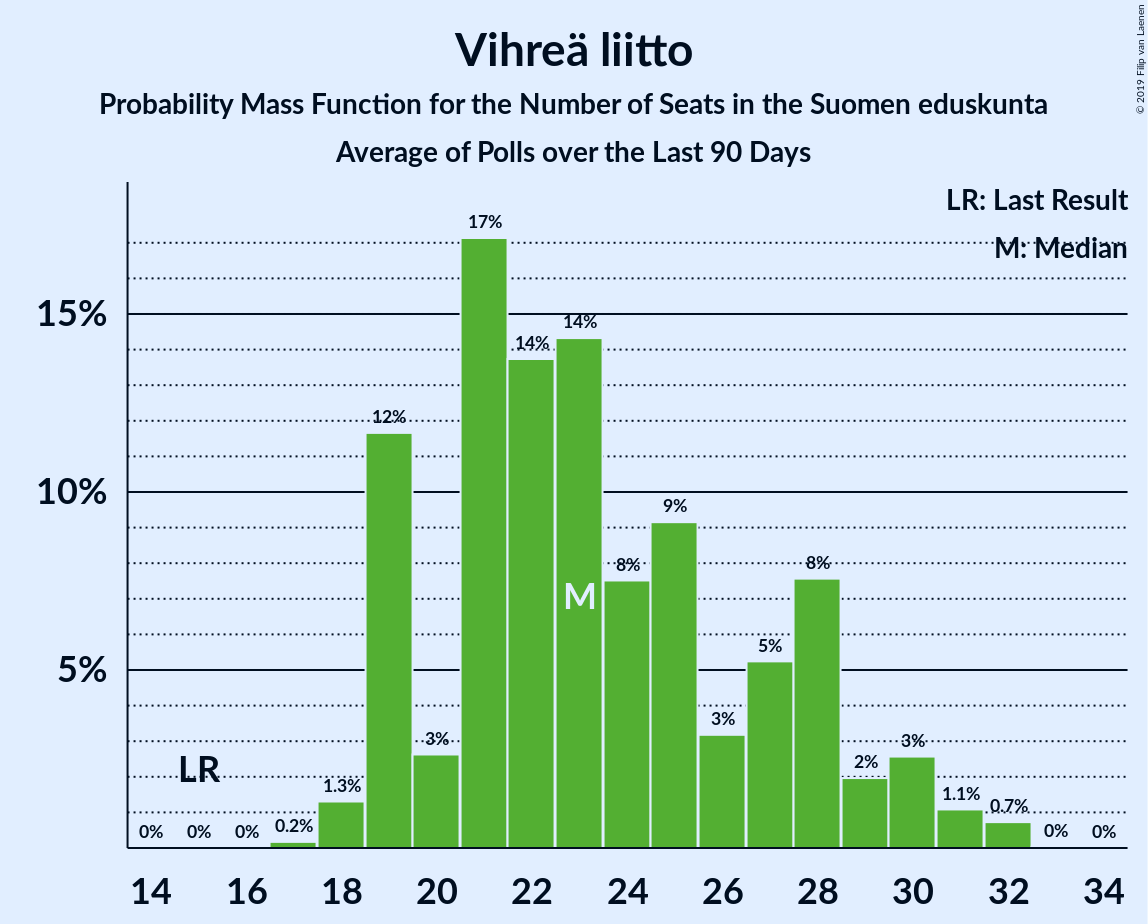 Vihreä liitto
Probability Mass Function for the Number of Seats in the Suomen eduskunta
Average of Polls over the Last 90 Days
© 2019 Filip van Laenen
LR: Last Result
M: Median
15%
10%
5%
0%
0%
0%
0.2%
1.3%
12%
3%
17%
14%
14%
8%
9%
3%
5%
8%
2%
3%
1.1%
0.7%
0%
0%
LR
M
14 16 18 20 22 24 26 28 30 32 34